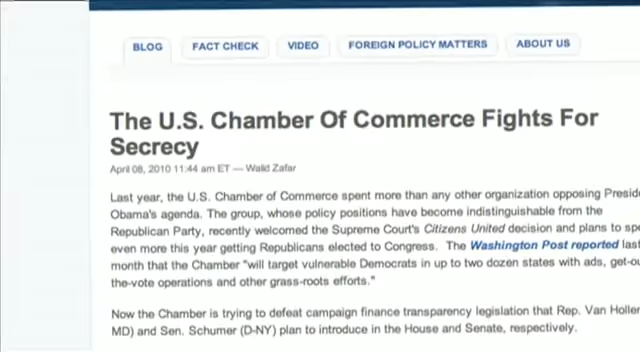 BLOG FACT CHECK VIDEO FOREIGN POLICY MATTERS ABOUT US
The U.S. Chamber Of Commerce Fights For
Secrecy
April 08, 2010 11:44 am ET — Walid Zafar
Last year, the U.S. Chamber of Commerce spent more than any other organization opposing Preside
Obama's agenda. The group, whose policy positions have become indistinguishable from the
Republican Party, recently welcomed the Supreme Court's Citizens United decision and plans to spe
even more this year getting Republicans elected to Congress. The Washington Post reported last
month that the Chamber "will target vulnerable Democrats in up to two dozen states with ads, get-ou
the-vote operations and other grass-roots efforts."
Now the Chamber is trying to defeat campaign finance transparency legislation that Rep. Van Hollen
MD) and Sen. Schumer (D-NY) plan to introduce in the House and Senate, respectively.